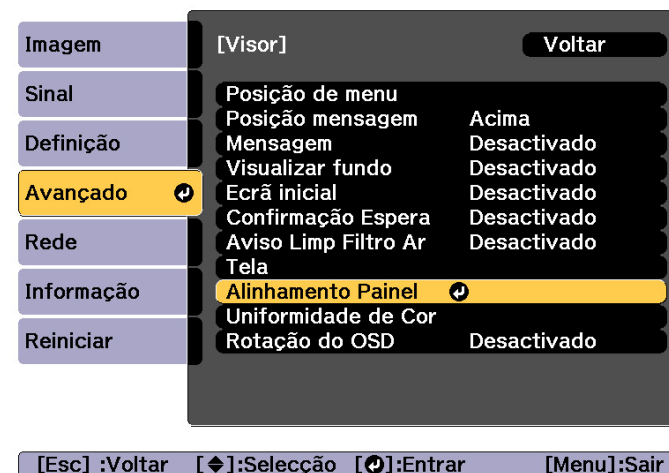 Imagem
Sinal
Definição
Avançado
Rede
Informação
Reiniciar
[Visor] Voltar
Posição de menu
Posição mensagem Acima
Mensagem Desactivado
Visualizar fundo Desactivado
Ecrã inicial Desactivado
Confirmação Espera Desactivado
Aviso Limp Filtro Ar Desactivado
Tela
Alinhamento Painel
Uniformidade de Cor
Rotação do OSD Desactivado
[Esc] :Voltar [◆]:Selecção [↵]:Entrar [Menu]:Sair